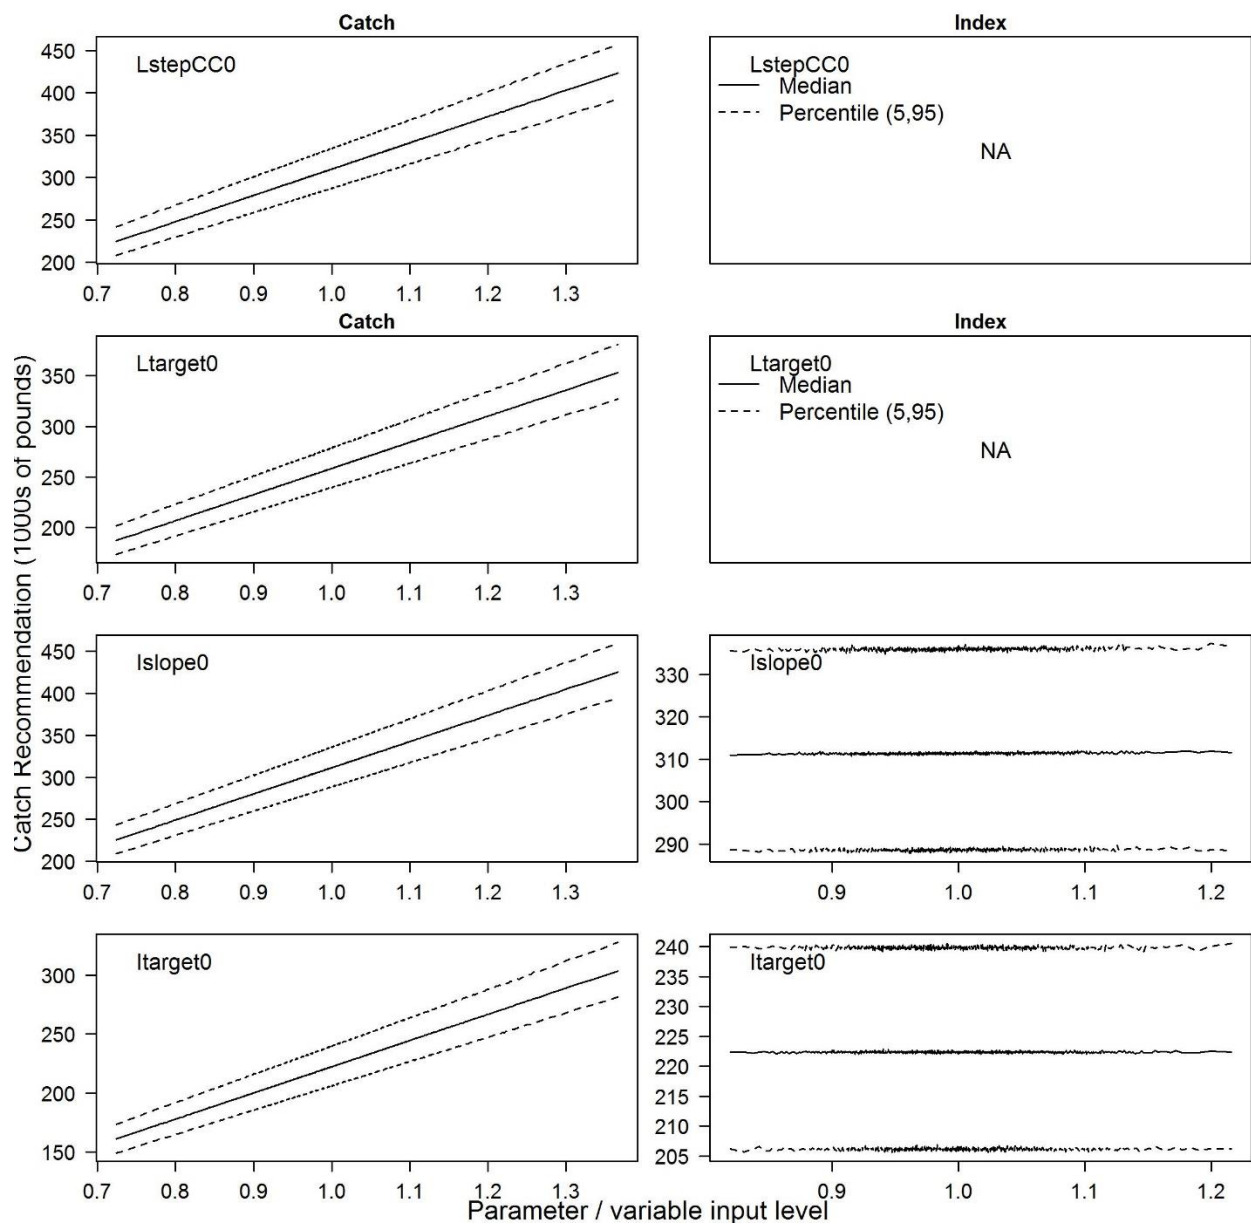 Catch
Index
450
400
350
300
250
200
LstepCC0
LstepCC0
Median
Percentile (5,95)
NA
0.7 0.8 0.9 1.0 1.1 1.2 1.3
Catch
Index
350
300
250
200
Ltarget0
Ltarget0
Median
Percentile (5,95)
NA
0.7 0.8 0.9 1.0 1.1 1.2 1.3
Catch Recommendation (1000s of pounds)
450
400
350
300
250
200
Islope0
0.7 0.8 0.9 1.0 1.1 1.2 1.3
330
320
310
300
290
Islope0
0.9 1.0 1.1 1.2
300
250
200
150
Itarget0
0.7 0.8 0.9 1.0 1.1 1.2 1.3
240
235
230
225
220
215
210
205
Itarget0
0.9 1.0 1.1 1.2
Parameter / variable input level